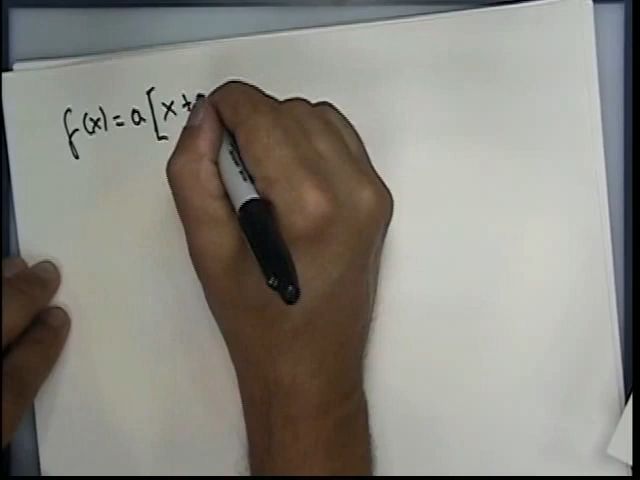 f(x) = a[x+